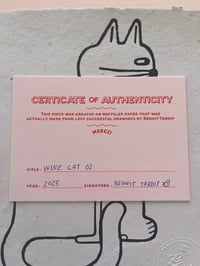 CERTICATE OF AUTHENTICITY
THIS PIECE WAS CREATED ON RECYCLED PAPER THAT WAS
ACTUALLY MADE FROM LESS SUCCESSFUL DRAWINGS BY BENOIT TARDIF
MERCI!
TITLE: WINE CAT 02
YEAR: 2025 SIGNATURE: BENOIT TARDIF